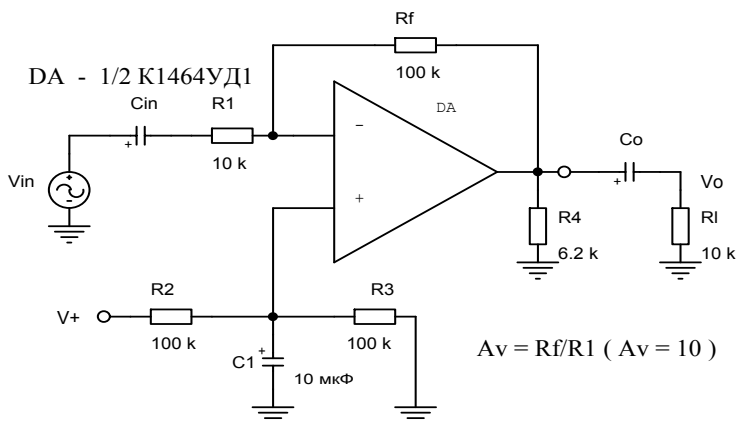 Rf
100 k
DA - 1/2 К1464УД1
DA
Cin
R1
+
10 k
−
+
Vin
Co
Vo
+
R4
6.2 k
Rl
10 k
R2
R3
V+
100 k
100 k
C1
+
10 мкФ
Av = Rf/R1 ( Av = 10 )